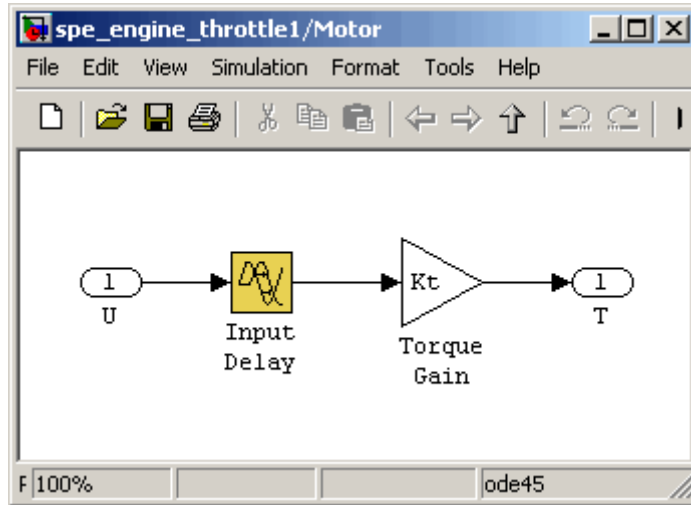 spe_engine_throttle1/Motor
File Edit View Simulation Format Tools Help
1
U
Input
Delay
Kt
Torque
Gain
1
T
F 100%
ode45